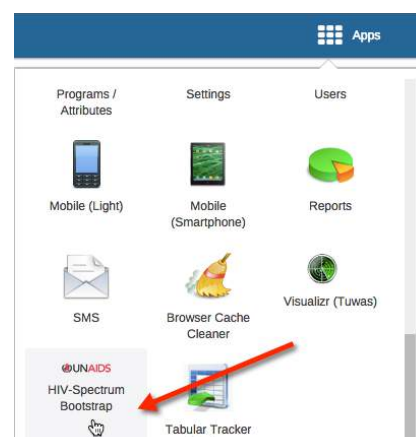 Apps
Programs /
Attributes
Settings
Users
Mobile (Light)
Mobile
(Smartphone)
Reports
SMS
Browser Cache
Cleaner
Visualizr (Tuwas)
UNAIDS
HIV-Spectrum
Bootstrap
Tabular Tracker